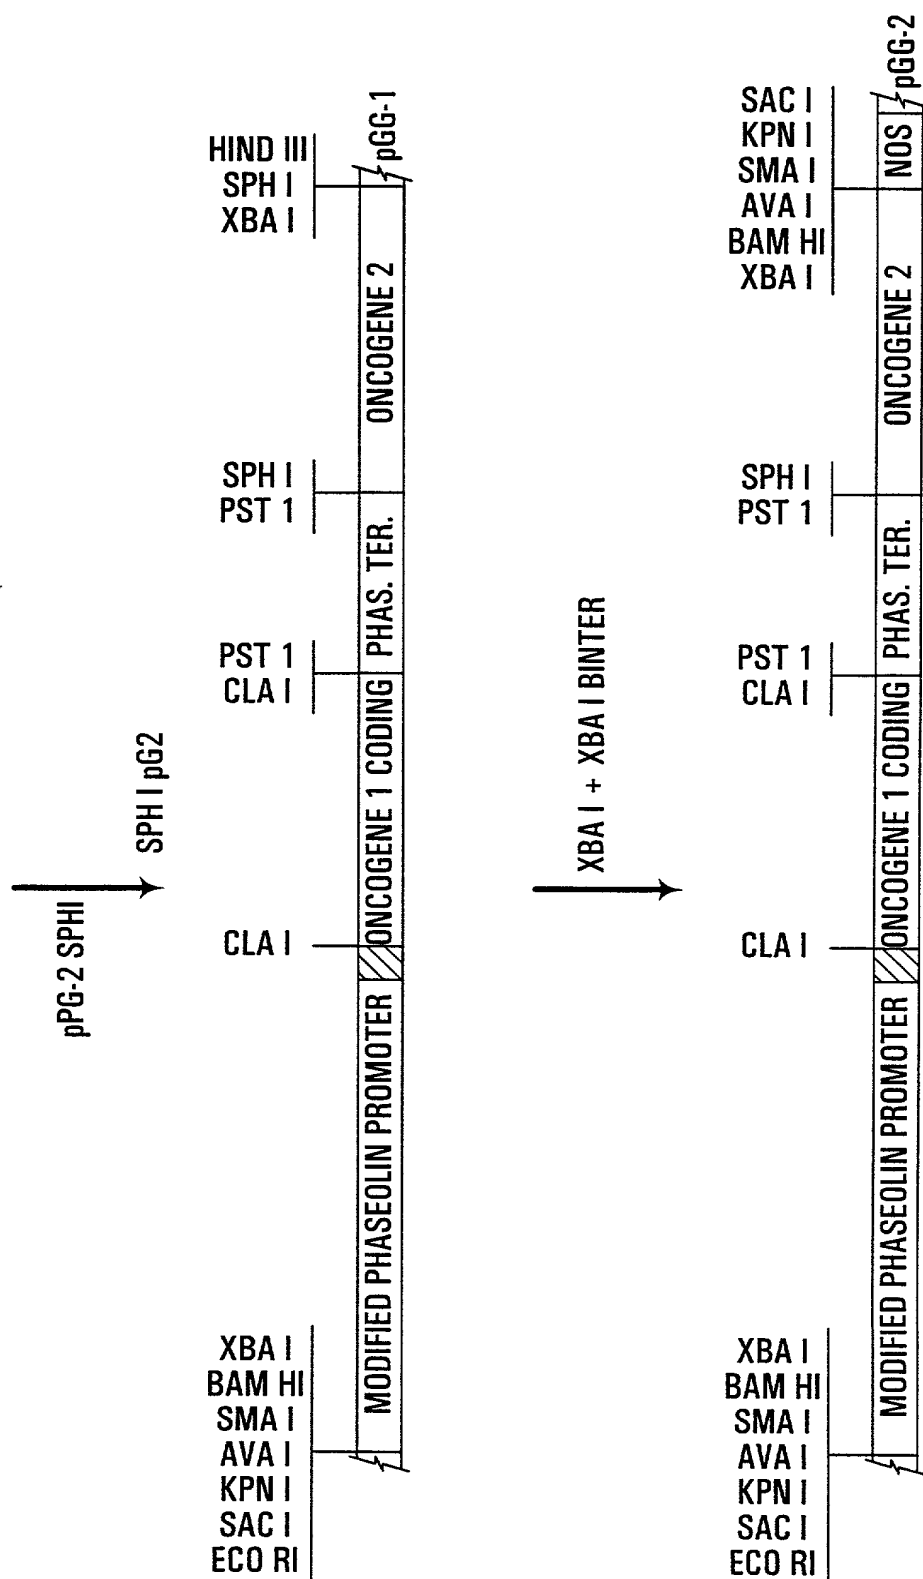 pPG-2 SPHI
SPH I pG2
ECO RI
SAC I
KPN I
AVA I
SMA I
BAM HI
XBA I
CLA I
CLA I
PST 1
PST 1
SPH I
XBA I
SPH I
HIND III
MODIFIED PHASEOLIN PROMOTER
ONCOGENE 1 CODING
PHAS. TER.
ONCOGENE 2
pGG-1
XBA I + XBA I BINTER
ECO RI
SAC I
KPN I
AVA I
SMA I
BAM HI
XBA I
CLA I
CLA I
PST 1
PST 1
SPH I
XBA I
BAM HI
AVA I
SMA I
KPN I
SAC I
MODIFIED PHASEOLIN PROMOTER
ONCOGENE 1 CODING
PHAS. TER.
ONCOGENE 2
NOS
pGG-2